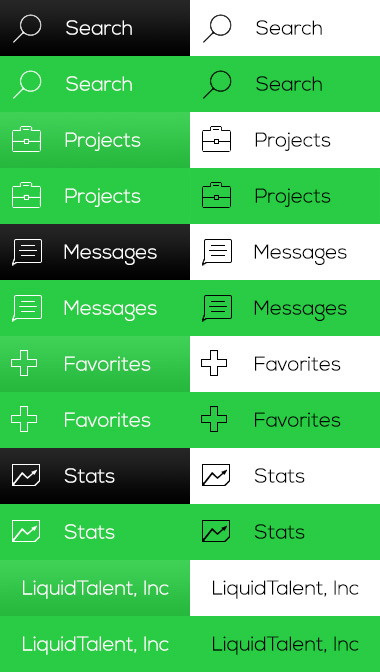 Search Search
Search Search
Projects Projects
Projects Projects
Messages Messages
Messages Messages
Favorites Favorites
Favorites Favorites
Stats Stats
Stats Stats
LiquidTalent, Inc LiquidTalent, Inc
LiquidTalent, Inc LiquidTalent, Inc